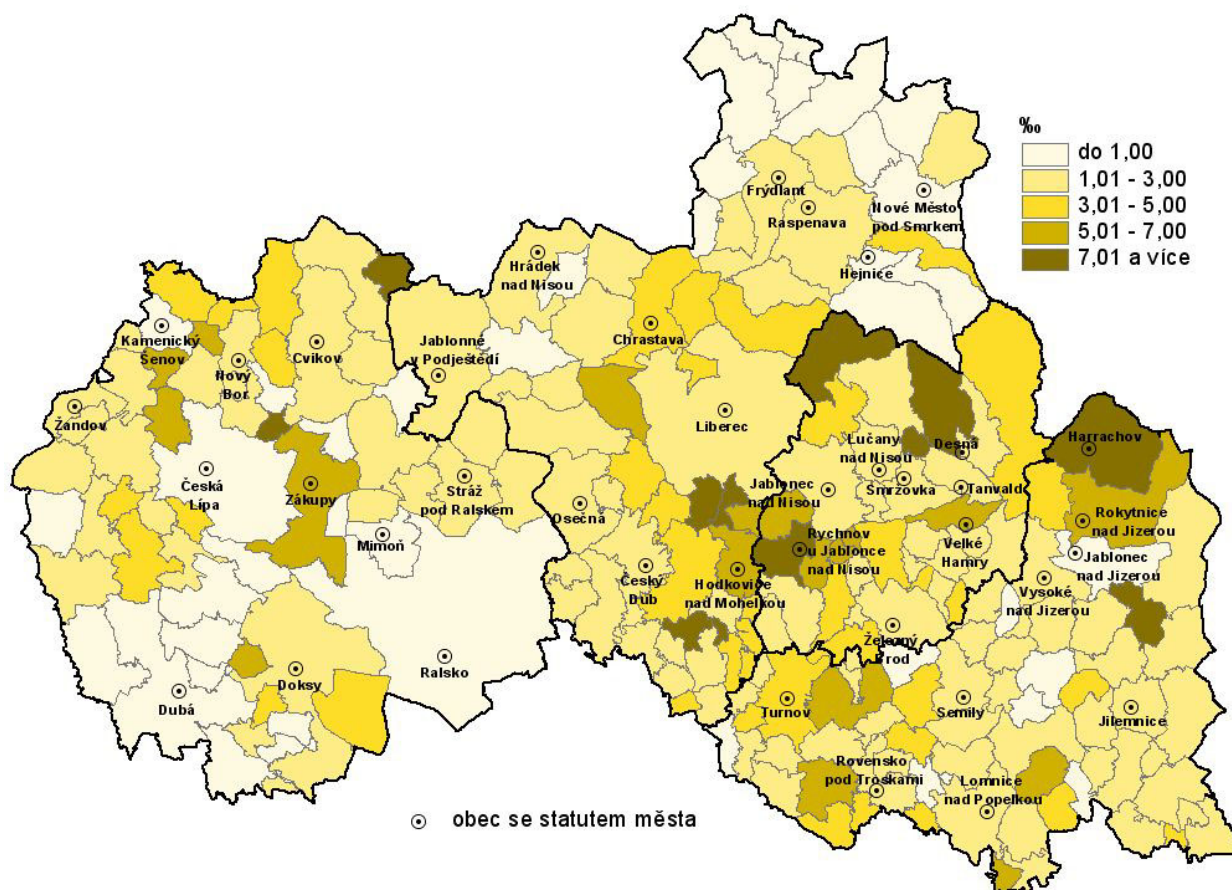 ‰
do 1,00
1,01 - 3,00
3,01 - 5,00
5,01 - 7,00
7,01 a více
Frýdlant
Raspenava
Nové Město
pod Smrkem
Hejnice
Hrádek
nad Nisou
Chrastava
Kamenický
Šenov
Nový
Bor
Cvikov
Jablonné
v Podještědí
Žandov
Liberec
Lučany
nad Nisou
Desná
Harrachov
Česká
Lípa
Zákupy
Stráž
pod Ralskem
Mimoň
Osečná
Jablonec
nad Nisou
Smržovka
Tanvald
Rokytnice
nad Jizerou
Rychnov
u Jablonce
nad Nisou
Velké
Hamry
Jablonec
nad Jizerou
Český
Dub
Hodkovice
nad Mohelkou
Vysoké
nad Jizerou
Železný
Brod
Ralsko
Doksy
Dubá
Turnov
Semily
Jilemnice
Rovensko
pod Troskami
Lomnice
nad Popelkou
obec se statutem města